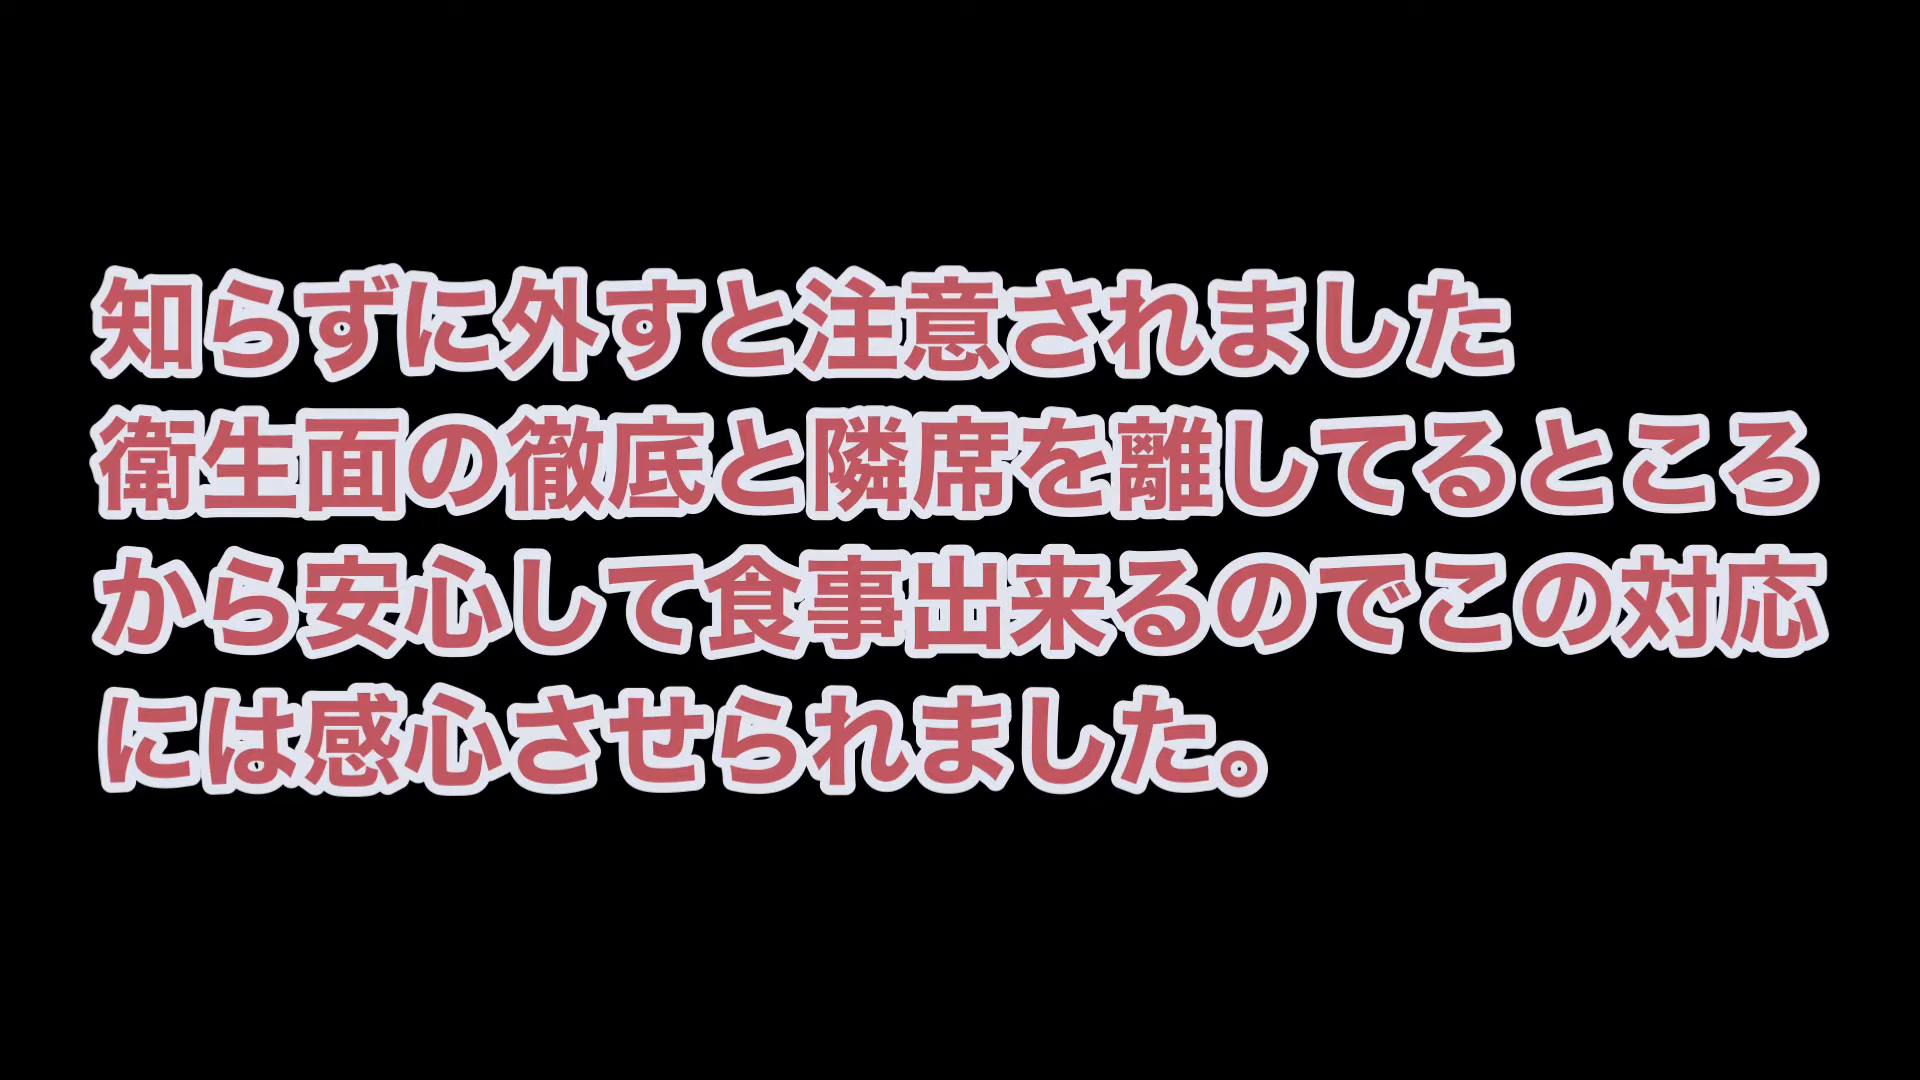 知らずに外すと注意されました
衛生面の徹底と隣席を離してるところ
から安心して食事出来るのでこの対応
には感心させられました。